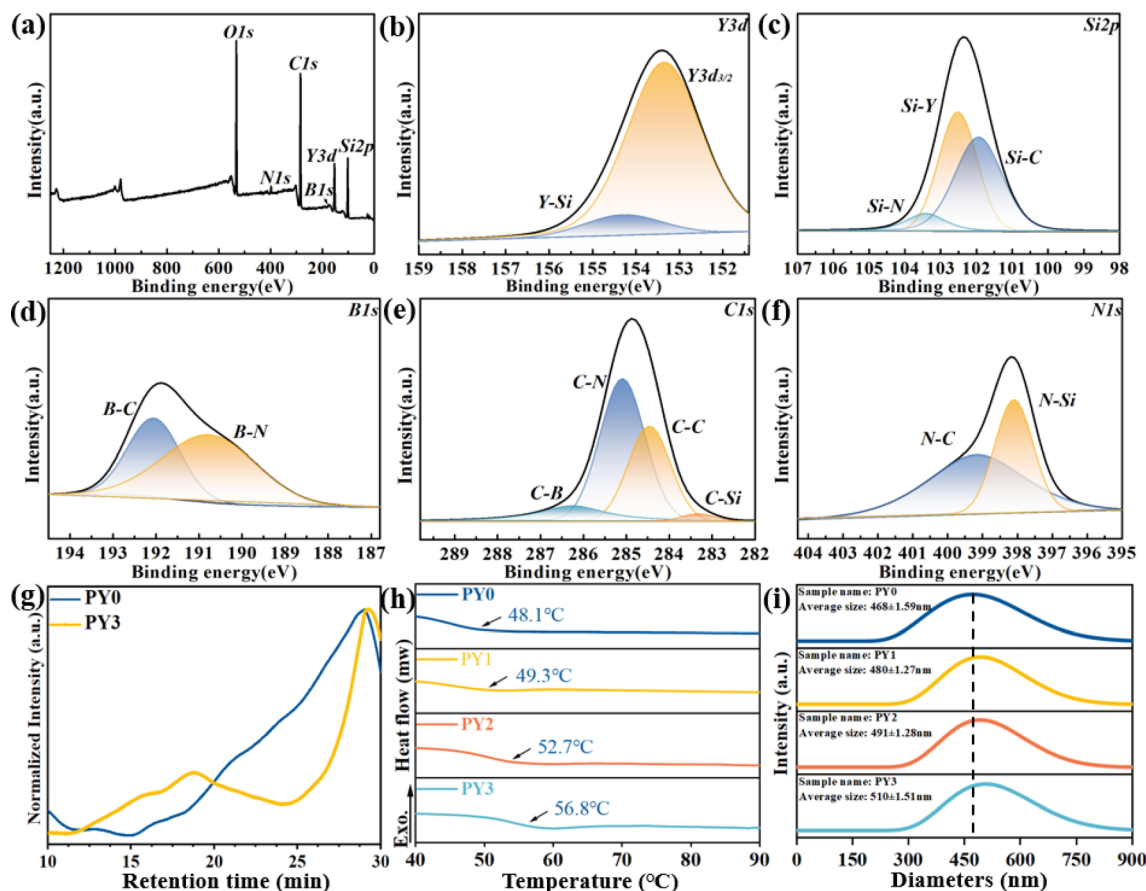 (a)
O1s
C1s
Y3d
Si2p
N1s
B1s
Intensity(a.u.)
1200 1000 800 600 400 200 0
Binding energy(eV)
(b)
Y3d
Y3d3/2
Y-Si
Intensity(a.u.)
159 158 157 156 155 154 153 152
Binding energy(eV)
(c)
Si2p
Si-Y
Si-C
Si-N
Intensity(a.u.)
107 106 105 104 103 102 101 100 99 98
Binding energy(eV)
(d)
B1s
B-C
B-N
Intensity(a.u.)
194 193 192 191 190 189 188 187
Binding energy(eV)
(e)
C1s
C-N
C-C
C-B
C-Si
Intensity(a.u.)
289 288 287 286 285 284 283 282
Binding energy(eV)
(f)
N1s
N-Si
N-C
Intensity(a.u.)
404 403 402 401 400 399 398 397 396 395
Binding energy(eV)
(g)
PY0
PY3
Normalized Intensity (a.u.)
10 20 30
Retention time (min)
(h)
PY0
48.1°C
PY1
49.3°C
PY2
52.7°C
PY3
56.8°C
Exo.
Heat flow (mw)
40 50 60 70 80 90
Temperature (°C)
(i)
Sample name: PY0
Average size: 468±1.59nm
Sample name: PY1
Average size: 480±1.27nm
Sample name: PY2
Average size: 491±1.28nm
Sample name: PY3
Average size: 510±1.51nm
Intensity (a.u.)
0 150 300 450 600 750 900
Diameters (nm)